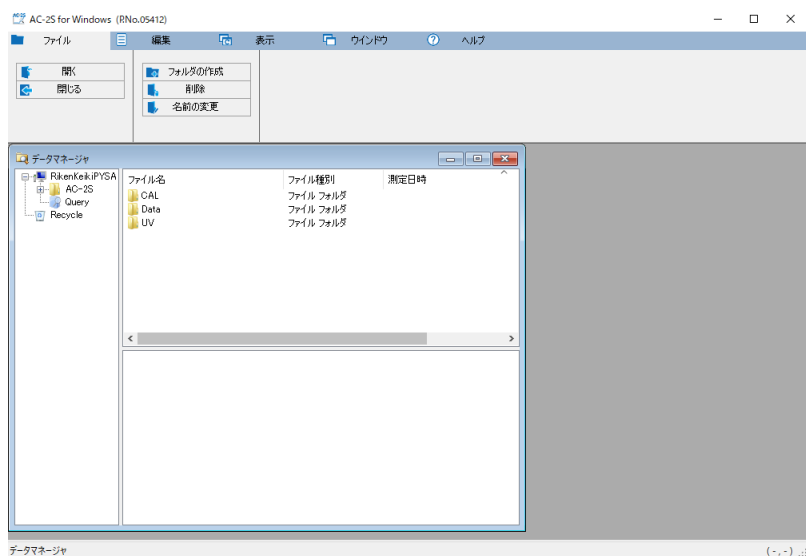 AC-2S for Windows (RNo.05412)
ファイル 編集 表示 ウインドウ ヘルプ
開く
閉じる
フォルダの作成
削除
名前の変更
データマネージャ
RikenKeikiPYSA
AC-2S
Query
Recycle
ファイル名 ファイル種別 測定日時
CAL ファイル フォルダ
Data ファイル フォルダ
UV ファイル フォルダ
データマネージャ (-,-)